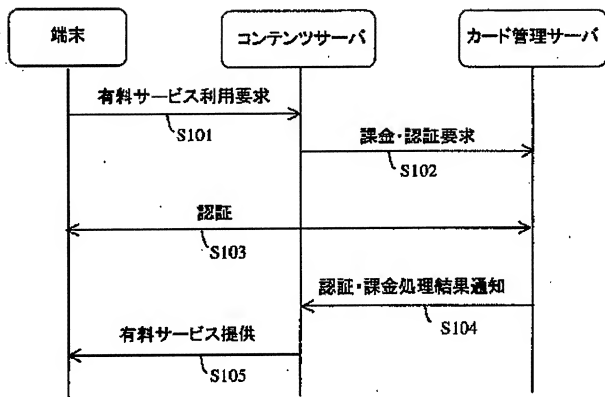 端末
コンテンツサーバ
カード管理サーバ
有料サービス利用要求
S101
課金・認証要求
S102
認証
S103
認証・課金処理結果通知
S104
有料サービス提供
S105